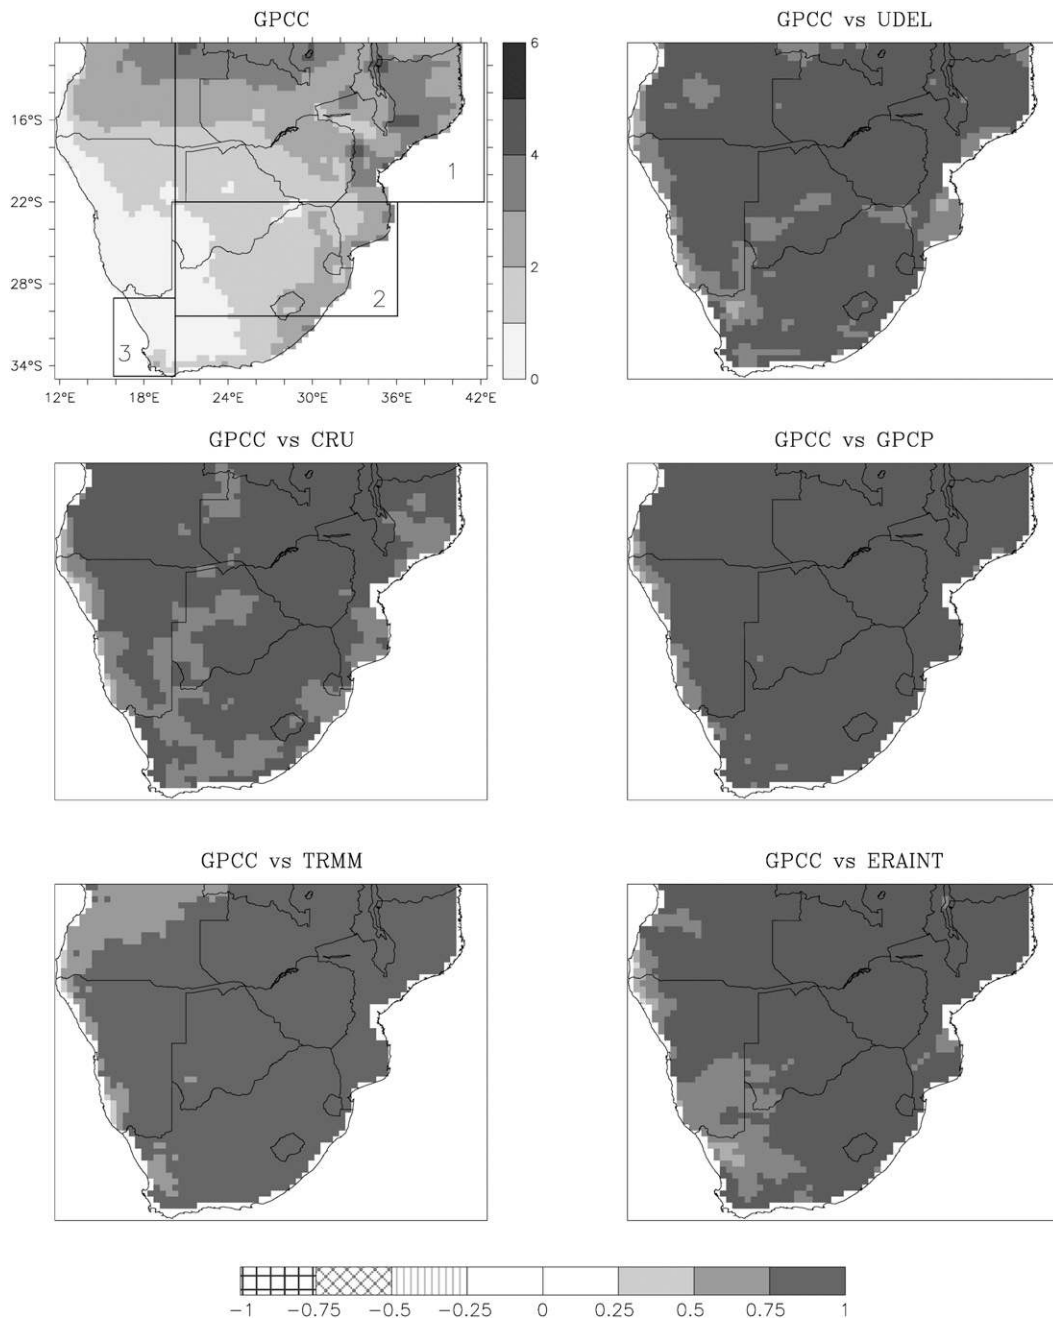 GPCC
GPCC vs UDEL
6
16°S
4
1
22°S
28°S
2
2
3
34°S
0
12°E 18°E 24°E 30°E 36°E 42°E
GPCC vs CRU
GPCC vs GPCP
GPCC vs TRMM
GPCC vs ERAINT
-1 -0.75 -0.5 -0.25 0 0.25 0.5 0.75 1